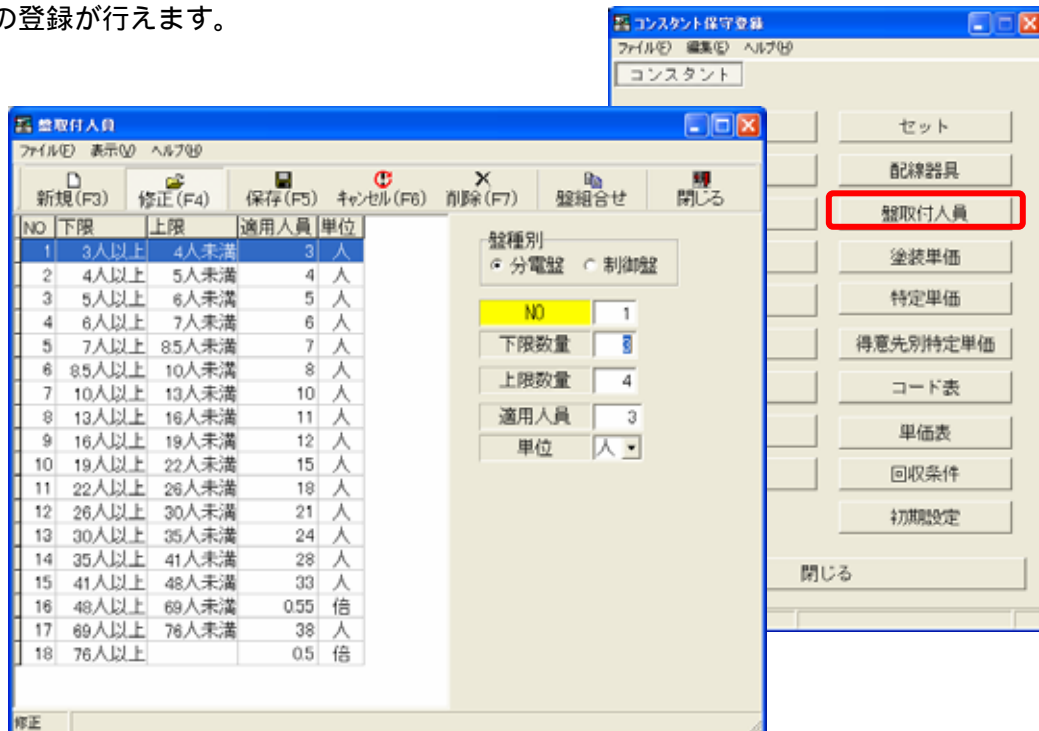 の登録が行えます。
コンスタント保守登録
ファイル(F) 編集(E) ヘルプ(H)
コンスタント
セット
配線器具
盤取付人員
塗装単価
特定単価
得意先別特定単価
コード表
単価表
回収条件
初期設定
閉じる
盤取付人員
ファイル(F) 表示(V) ヘルプ(H)
新規(F3) 修正(F4) 保存(F5) キャンセル(F6) 削除(F7) 盤組合せ 閉じる
NO 下限 上限 適用人員 単位
1 3人以上 4人未満 3 人
2 4人以上 5人未満 4 人
3 5人以上 6人未満 5 人
4 6人以上 7人未満 6 人
5 7人以上 8.5人未満 7 人
6 8.5人以上 10人未満 8 人
7 10人以上 13人未満 10 人
8 13人以上 16人未満 11 人
9 16人以上 19人未満 12 人
10 19人以上 22人未満 15 人
11 22人以上 26人未満 18 人
12 26人以上 30人未満 21 人
13 30人以上 35人未満 24 人
14 35人以上 41人未満 28 人
15 41人以上 48人未満 33 人
16 48人以上 69人未満 0.55 倍
17 69人以上 76人未満 38 人
18 76人以上 0.5 倍
盤種別
分電盤 制御盤
NO 1
下限数量 3
上限数量 4
適用人員 3
単位 人
修正